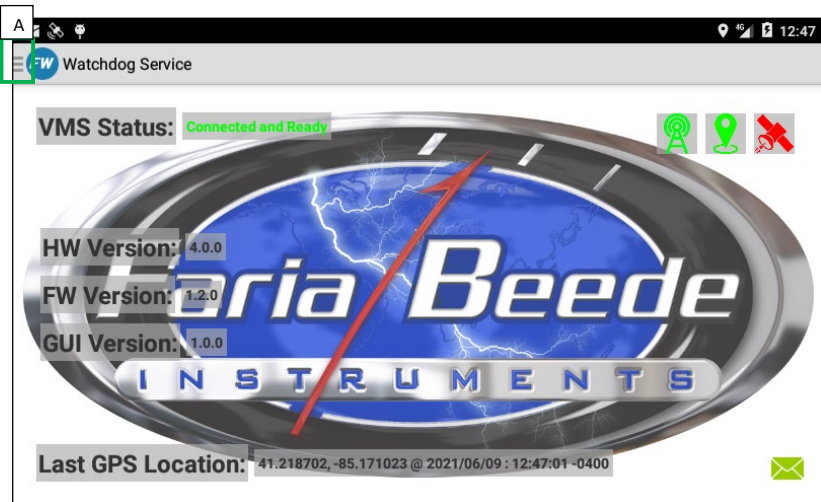 A
4G 12:47
FW Watchdog Service
VMS Status: Connected and Ready
HW Version: 4.0.0
FW Version: 1.2.0
GUI Version: 1.0.0
Faria Beede
INSTRUMENTS
Last GPS Location: 41.218702, -85.171023 @ 2021/06/09 : 12:47:01 -0400